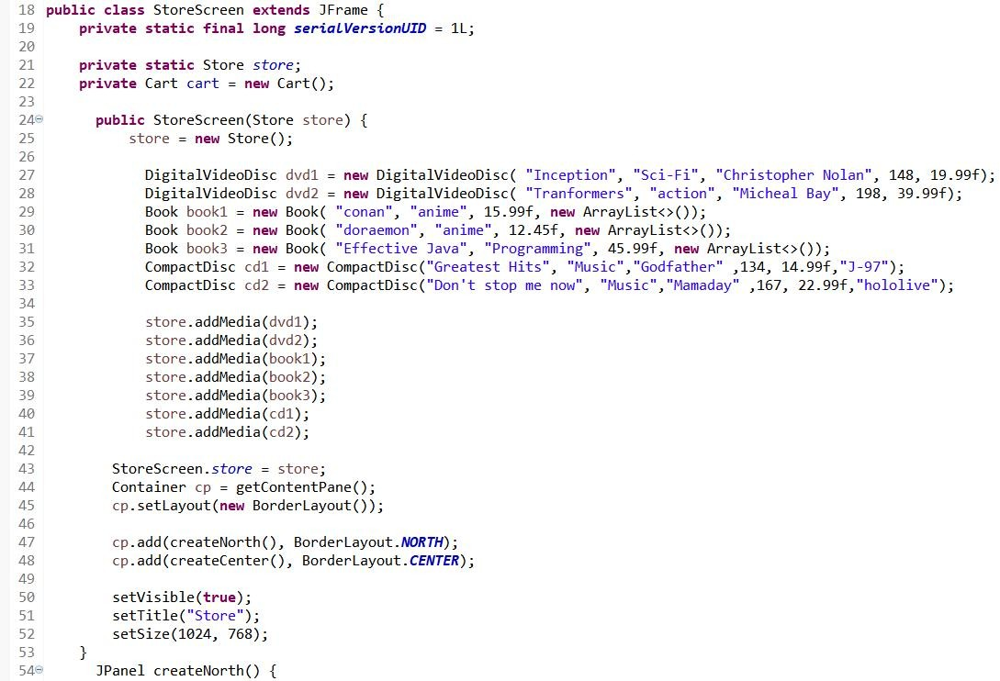 18 public class StoreScreen extends JFrame {
19     private static final long serialVersionUID = 1L;
20
21     private static Store store;
22     private Cart cart = new Cart();
23
24       public StoreScreen(Store store) {
25           store = new Store();
26
27             DigitalVideoDisc dvd1 = new DigitalVideoDisc( "Inception", "Sci-Fi", "Christopher Nolan", 148, 19.99f);
28             DigitalVideoDisc dvd2 = new DigitalVideoDisc( "Tranformers", "action", "Micheal Bay", 198, 39.99f);
29             Book book1 = new Book( "conan", "anime", 15.99f, new ArrayList<>());
30             Book book2 = new Book( "doraemon", "anime", 12.45f, new ArrayList<>());
31             Book book3 = new Book( "Effective Java", "Programming", 45.99f, new ArrayList<>());
32             CompactDisc cd1 = new CompactDisc("Greatest Hits", "Music","Godfather" ,134, 14.99f,"J-97");
33             CompactDisc cd2 = new CompactDisc("Don't stop me now", "Music","Mamaday" ,167, 22.99f,"hololive");
34
35             store.addMedia(dvd1);
36             store.addMedia(dvd2);
37             store.addMedia(book1);
38             store.addMedia(book2);
39             store.addMedia(book3);
40             store.addMedia(cd1);
41             store.addMedia(cd2);
42
43         StoreScreen.store = store;
44         Container cp = getContentPane();
45         cp.setLayout(new BorderLayout());
46
47         cp.add(createNorth(), BorderLayout.NORTH);
48         cp.add(createCenter(), BorderLayout.CENTER);
49
50         setVisible(true);
51         setTitle("Store");
52         setSize(1024, 768);
53     }
54       JPanel createNorth() {